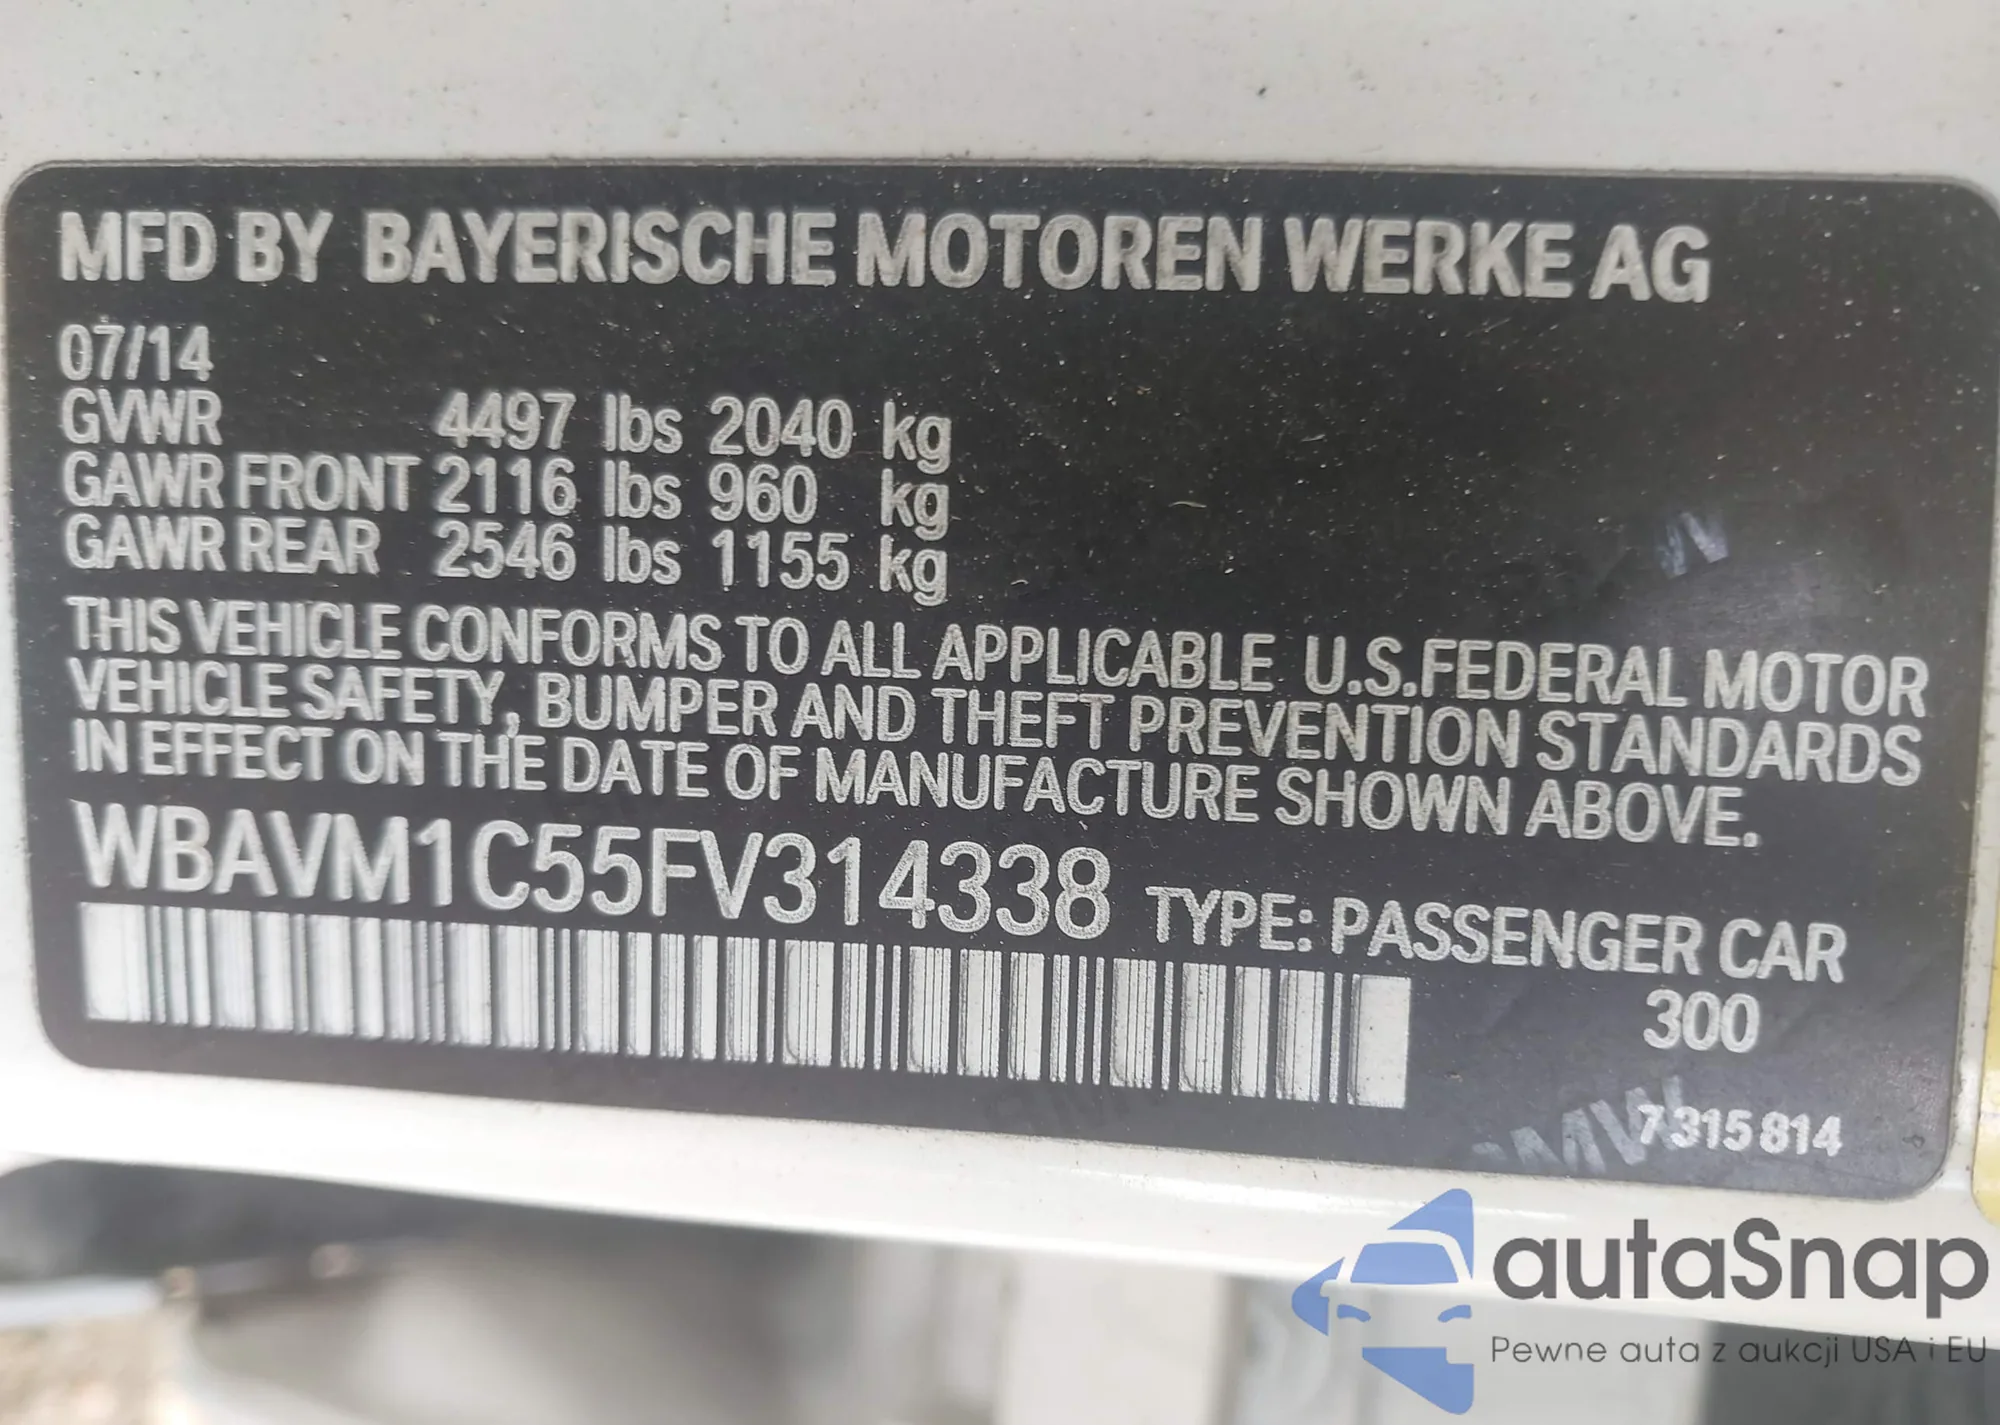 MFD BY BAYERISCHE MOTOREN WERKE AG
07/14
GVWR 4497 lbs 2040 kg
GAWR FRONT 2116 lbs 960 kg
GAWR REAR 2546 lbs 1155 kg
THIS VEHICLE CONFORMS TO ALL APPLICABLE U.S.FEDERAL MOTOR
VEHICLE SAFETY, BUMPER AND THEFT PREVENTION STANDARDS
IN EFFECT ON THE DATE OF MANUFACTURE SHOWN ABOVE.
WBAVM1C55FV314338 TYPE: PASSENGER CAR
300
7 315 814
autaSnap
Pewne auta z aukcji USA i EU